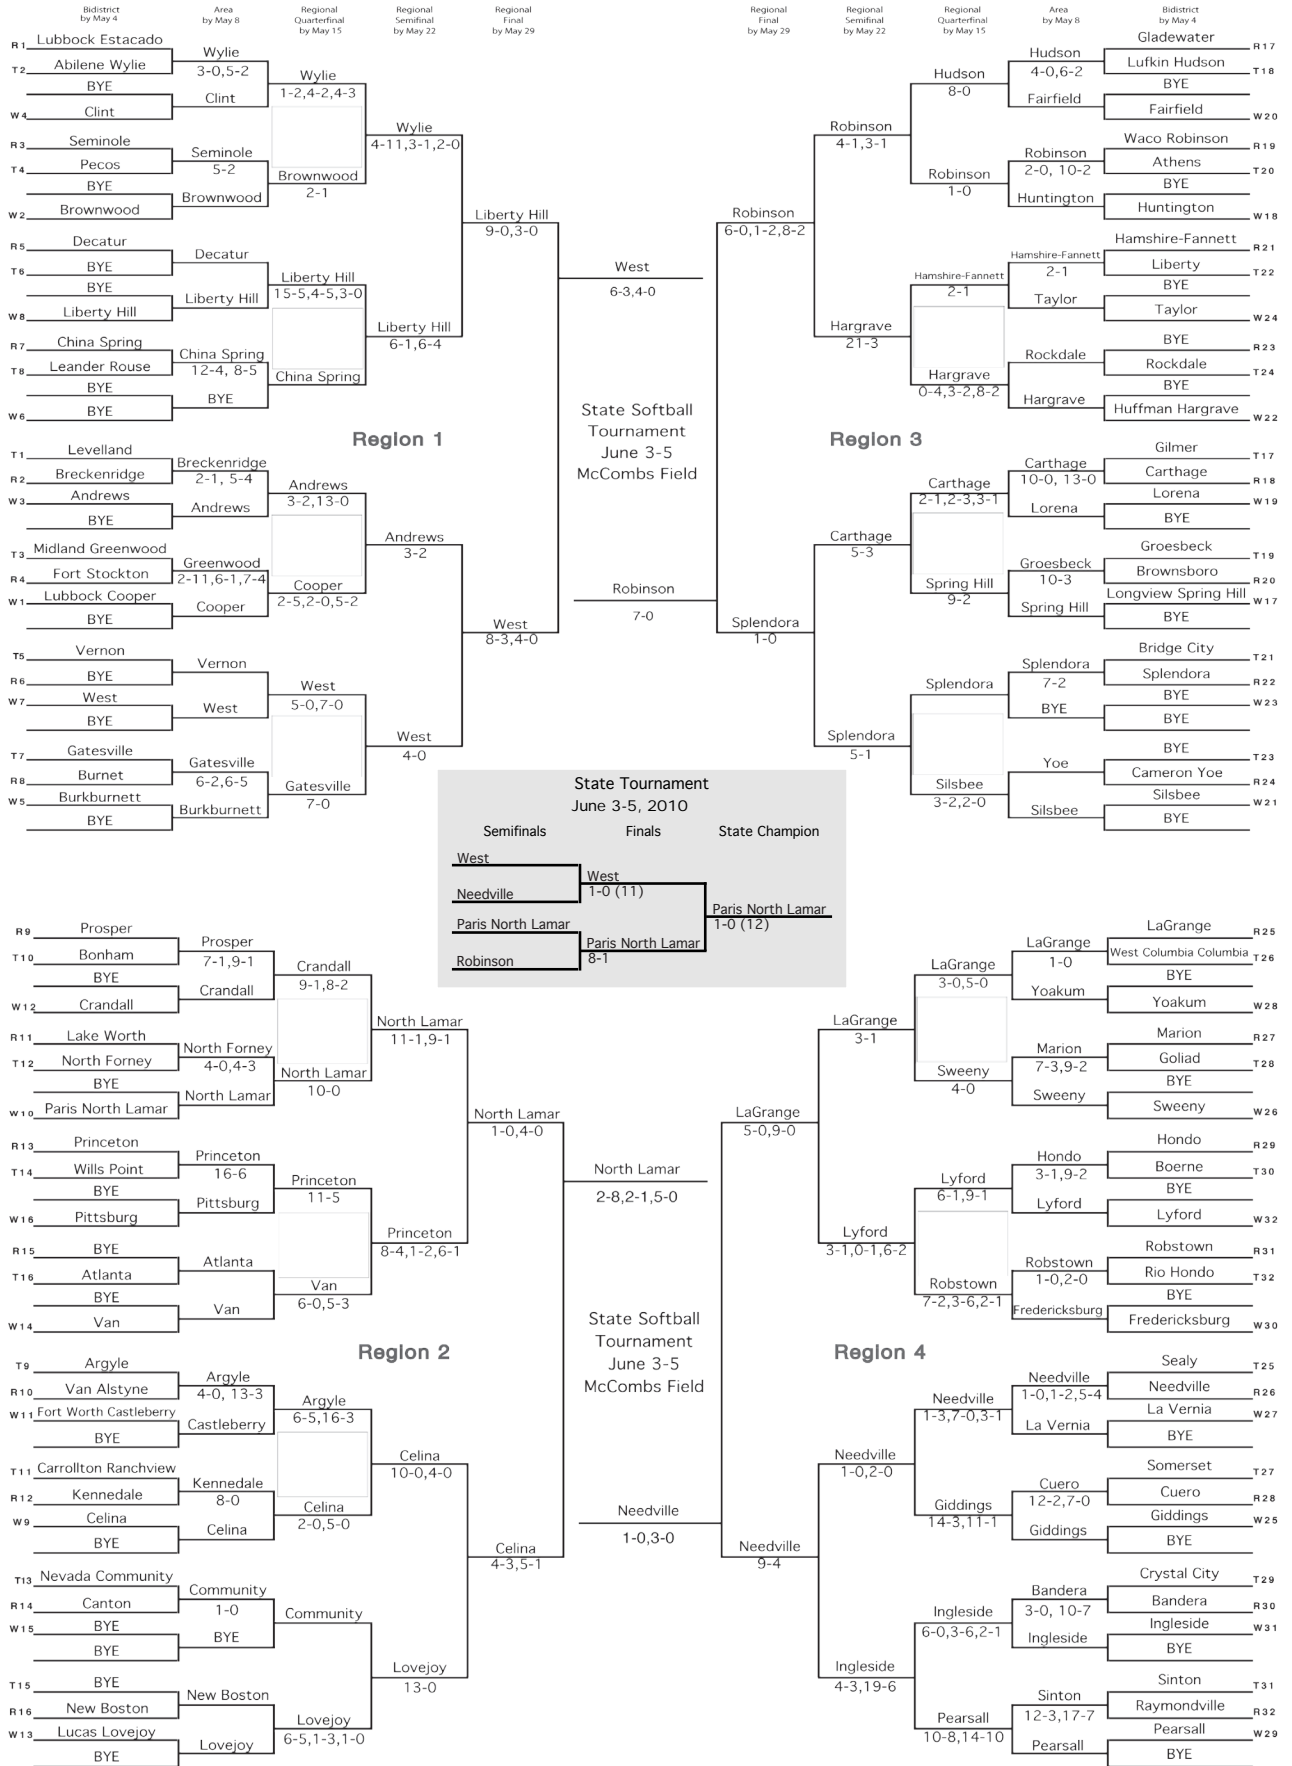 Bidistrict
by May 4
Area
by May 8
Regional
Quarterfinal
by May 15
Regional
Semifinal
by May 22
Regional
Final
by May 29
Regional
Final
by May 29
Regional
Semifinal
by May 22
Regional
Quarterfinal
by May 15
Area
by May 8
Bidistrict
by May 4
R1 Lubbock Estacado
T2 Abilene Wylie
BYE
W4 Clint
R3 Seminole
T4 Pecos
BYE
W2 Brownwood
R5 Decatur
T6 BYE
BYE
W8 Liberty Hill
R7 China Spring
T8 Leander Rouse
BYE
W6 BYE
Wylie
3-0,5-2
Clint
Seminole
5-2
Brownwood
Decatur
Liberty Hill
China Spring
12-4, 8-5
BYE
Wylie
1-2,4-2,4-3
Brownwood
2-1
Liberty Hill
15-5,4-5,3-0
China Spring
Wylie
4-11,3-1,2-0
Liberty Hill
6-1,6-4
Liberty Hill
9-0,3-0
Region 1
T1 Levelland
R2 Breckenridge
W3 Andrews
BYE
T3 Midland Greenwood
R4 Fort Stockton
W1 Lubbock Cooper
BYE
T5 Vernon
R6 BYE
W7 West
BYE
T7 Gatesville
R8 Burnet
W5 Burkburnett
BYE
Breckenridge
2-1, 5-4
Andrews
Greenwood
2-11,6-1,7-4
Cooper
Vernon
West
Gatesville
6-2,6-5
Burkburnett
Andrews
3-2,13-0
Cooper
2-5,2-0,5-2
West
5-0,7-0
Gatesville
7-0
Andrews
3-2
West
4-0
West
8-3,4-0
West
6-3,4-0
State Softball
Tournament
June 3-5
McCombs Field
Robinson
7-0
Robinson
6-0,1-2,8-2
Splendora
1-0
Robinson
4-1,3-1
Hargrave
21-3
Region 3
Carthage
5-3
Splendora
5-1
Hudson
8-0
Robinson
1-0
Hamshire-Fannett
2-1
Hargrave
0-4,3-2,8-2
Carthage
2-1,2-3,3-1
Spring Hill
9-2
Splendora
Silsbee
3-2,2-0
Hudson
4-0,6-2
Fairfield
Robinson
2-0, 10-2
Huntington
Hamshire-Fannett
2-1
Taylor
Rockdale
Hargrave
Carthage
10-0, 13-0
Lorena
Groesbeck
10-3
Spring Hill
Splendora
7-2
BYE
Yoe
Silsbee
Gladewater R17
Lufkin Hudson T18
BYE
Fairfield W20
Waco Robinson R19
Athens T20
BYE
Huntington W18
Hamshire-Fannett R21
Liberty T22
BYE
Taylor W24
BYE R23
Rockdale T24
BYE
Huffman Hargrave W22
Gilmer T17
Carthage R18
Lorena W19
BYE
Groesbeck T19
Brownsboro R20
Longview Spring Hill W17
BYE
Bridge City T21
Splendora R22
BYE W23
BYE
BYE T23
Cameron Yoe R24
Silsbee W21
BYE
State Tournament
June 3-5, 2010
Semifinals Finals State Champion
West
Needville
Paris North Lamar
Robinson
West
1-0 (11)
Paris North Lamar
8-1
Paris North Lamar
1-0 (12)
R9 Prosper
T10 Bonham
BYE
W12 Crandall
R11 Lake Worth
T12 North Forney
BYE
W10 Paris North Lamar
R13 Princeton
T14 Wills Point
BYE
W16 Pittsburg
R15 BYE
T16 Atlanta
BYE
W14 Van
Prosper
7-1,9-1
Crandall
North Forney
4-0,4-3
North Lamar
Princeton
16-6
Pittsburg
Atlanta
Van
Crandall
9-1,8-2
North Lamar
10-0
Princeton
11-5
Van
6-0,5-3
North Lamar
11-1,9-1
Princeton
8-4,1-2,6-1
North Lamar
1-0,4-0
Region 2
T9 Argyle
R10 Van Alstyne
W11 Fort Worth Castleberry
BYE
T11 Carrollton Ranchview
R12 Kennedale
W9 Celina
BYE
T13 Nevada Community
R14 Canton
W15 BYE
BYE
T15 BYE
R16 New Boston
W13 Lucas Lovejoy
BYE
Argyle
4-0, 13-3
Castleberry
Kennedale
8-0
Celina
Community
1-0
BYE
New Boston
Lovejoy
Argyle
6-5,16-3
Celina
2-0,5-0
Community
Lovejoy
6-5,1-3,1-0
Celina
10-0,4-0
Lovejoy
13-0
Celina
4-3,5-1
North Lamar
2-8,2-1,5-0
State Softball
Tournament
June 3-5
McCombs Field
Needville
1-0,3-0
LaGrange
5-0,9-0
Needville
9-4
LaGrange
3-1
Lyford
3-1,0-1,6-2
Region 4
Needville
1-0,2-0
Ingleside
4-3,19-6
LaGrange
3-0,5-0
Sweeny
4-0
Lyford
6-1,9-1
Robstown
7-2,3-6,2-1
Needville
1-3,7-0,3-1
Giddings
14-3,11-1
Ingleside
6-0,3-6,2-1
Pearsall
10-8,14-10
LaGrange
1-0
Yoakum
Marion
7-3,9-2
Sweeny
Hondo
3-1,9-2
Lyford
Robstown
1-0,2-0
Fredericksburg
Needville
1-0,1-2,5-4
La Vernia
Cuero
12-2,7-0
Giddings
Bandera
3-0, 10-7
Ingleside
Sinton
12-3,17-7
Pearsall
LaGrange R25
West Columbia Columbia T26
BYE
Yoakum W28
Marion R27
Goliad T28
BYE
Sweeny W26
Hondo R29
Boerne T30
BYE
Lyford W32
Robstown R31
Rio Hondo T32
BYE
Fredericksburg W30
Sealy T25
Needville R26
La Vernia W27
BYE
Somerset T27
Cuero R28
Giddings W25
BYE
Crystal City T29
Bandera R30
Ingleside W31
BYE
Sinton T31
Raymondville R32
Pearsall W29
BYE